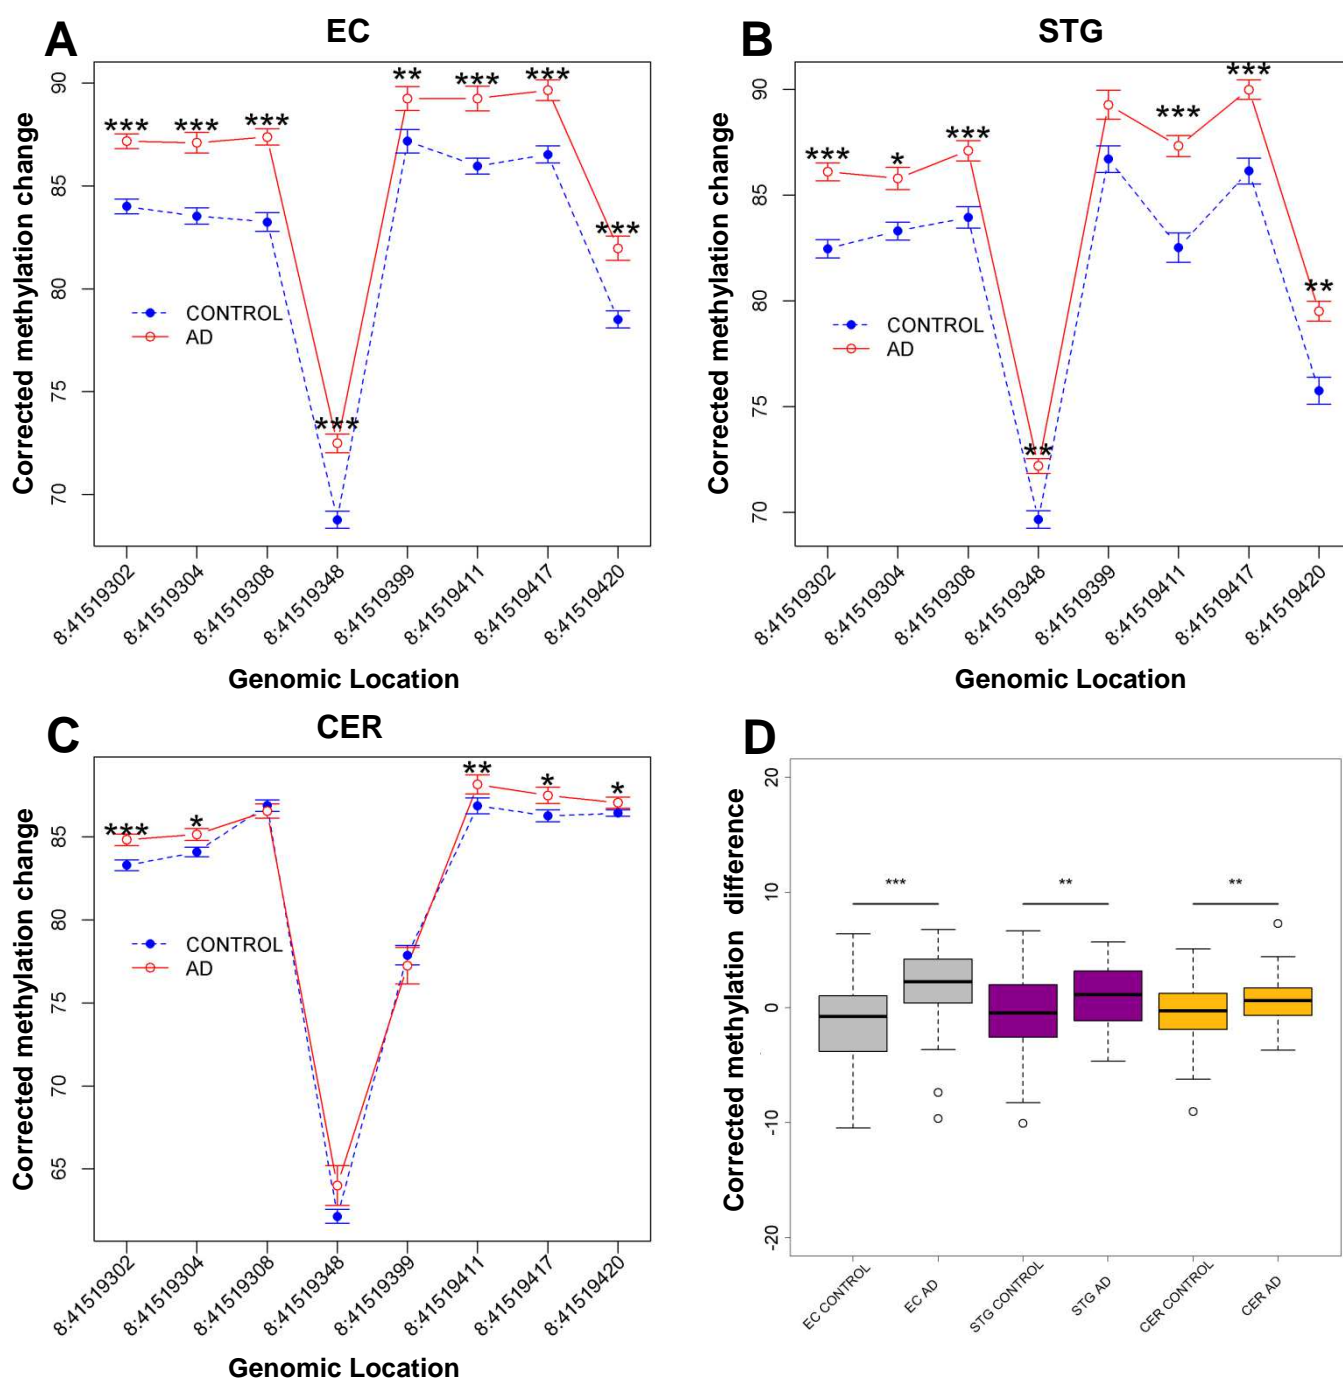 A
EC
Corrected methylation change
90
85
80
75
70
***
***
***
***
**
***
***
***
CONTROL
AD
8:41519302
8:41519304
8:41519308
8:41519348
8:41519399
8:41519411
8:41519417
8:41519420
Genomic Location
B
STG
Corrected methylation change
90
85
80
75
70
***
*
***
**
***
***
**
CONTROL
AD
8:41519302
8:41519304
8:41519308
8:41519348
8:41519399
8:41519411
8:41519417
8:41519420
Genomic Location
C
CER
Corrected methylation change
85
80
75
70
65
***
*
**
*
*
CONTROL
AD
8:41519302
8:41519304
8:41519308
8:41519348
8:41519399
8:41519411
8:41519417
8:41519420
Genomic Location
D
Corrected methylation difference
20
10
0
-10
-20
***
**
**
EC CONTROL
EC AD
STG CONTROL
STG AD
CER CONTROL
CER AD